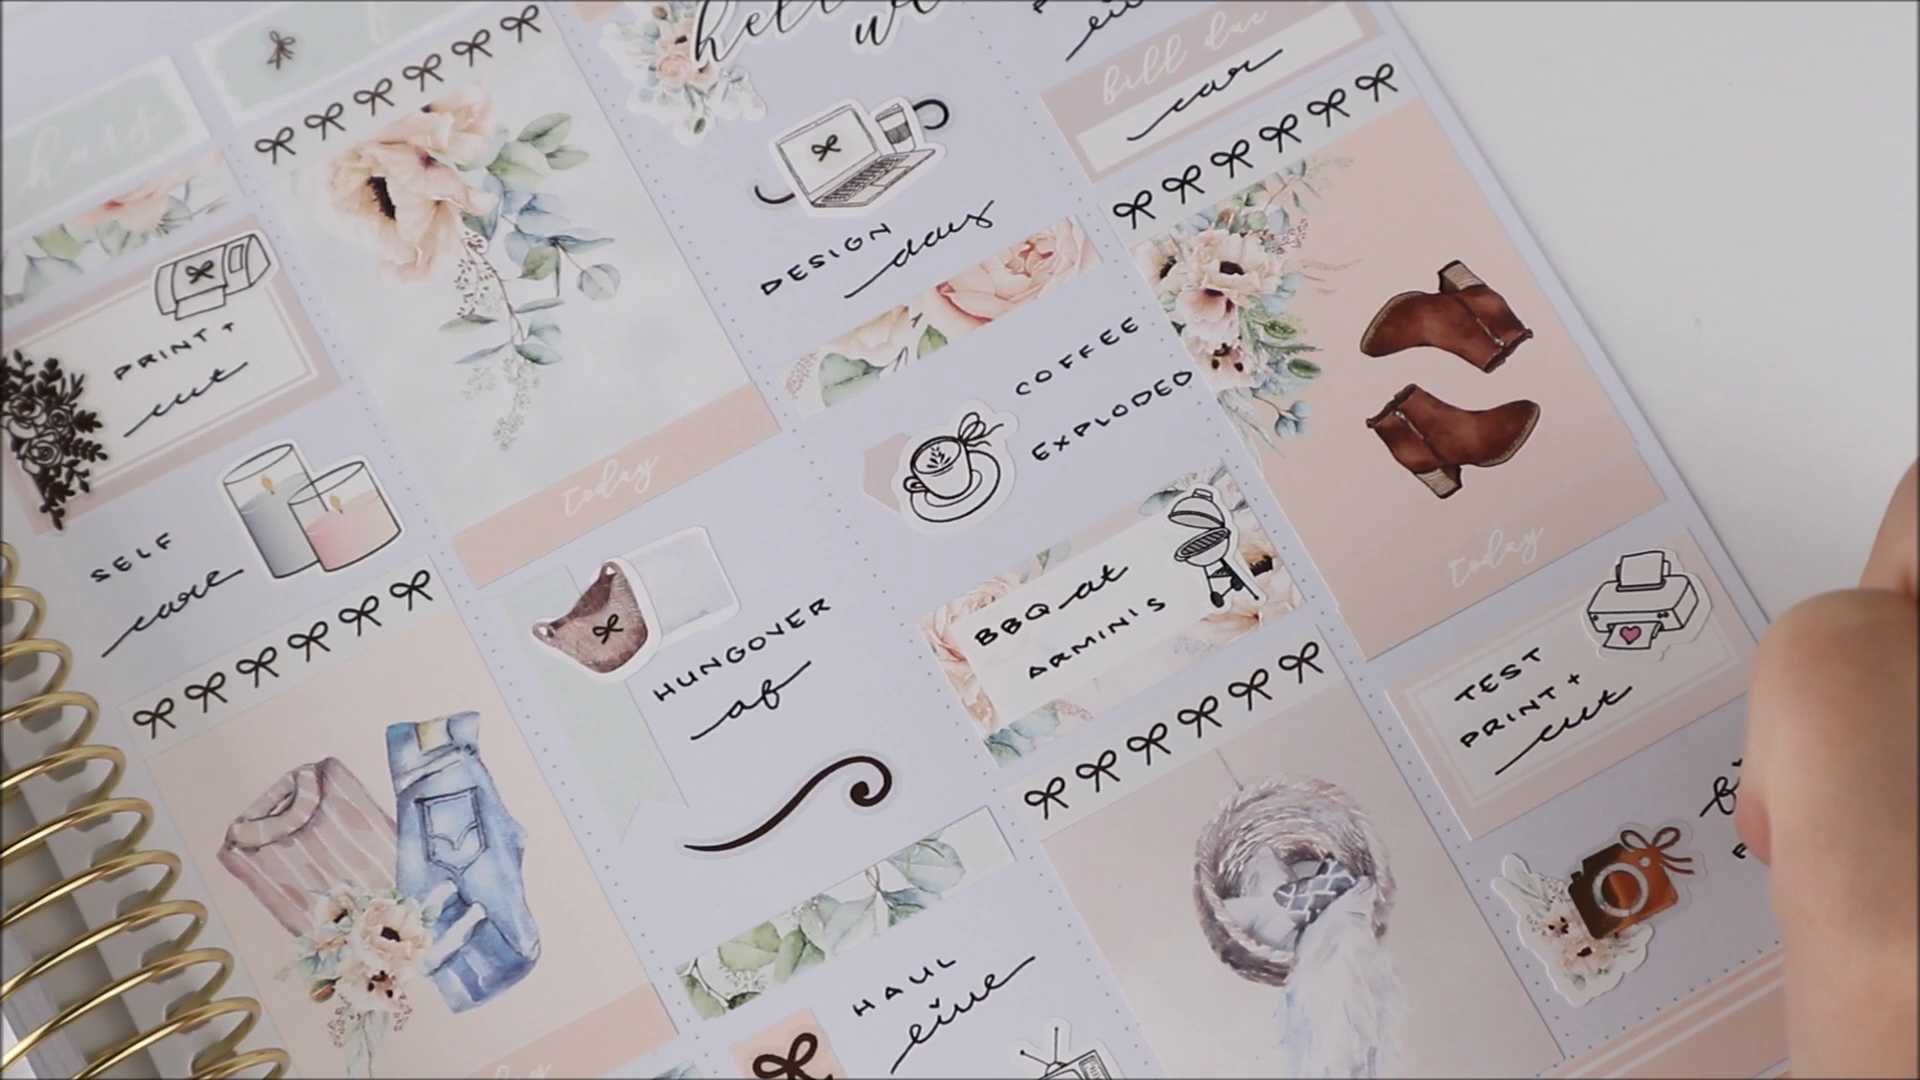 PRINT +
cut
SELF
care
today
HUNGOVER
af
DESIGN
day
COFFEE
EXPLODED
BBQ at
ARMINIS
HAUL
live
bill due
car
today
TEST
PRINT +
cut